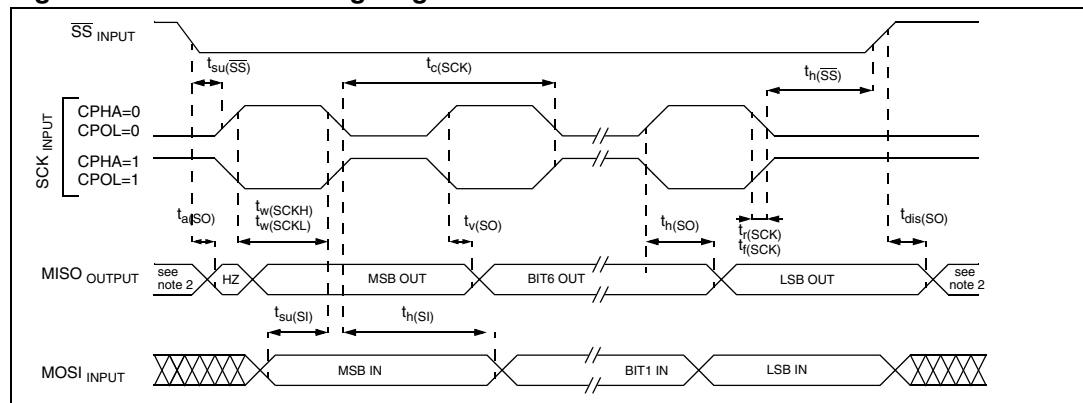 SS INPUT
tsu(SS)
tc(SCK)
th(SS)
SCK INPUT
CPHA=0
CPOL=0
CPHA=1
CPOL=1
ta(SO)
tw(SCKH)
tw(SCKL)
tv(SO)
th(SO)
tr(SCK)
tf(SCK)
tdis(SO)
MISO OUTPUT
see
note 2
HZ
MSB OUT
BIT6 OUT
LSB OUT
see
note 2
tsu(SI)
th(SI)
MOSI INPUT
MSB IN
BIT1 IN
LSB IN